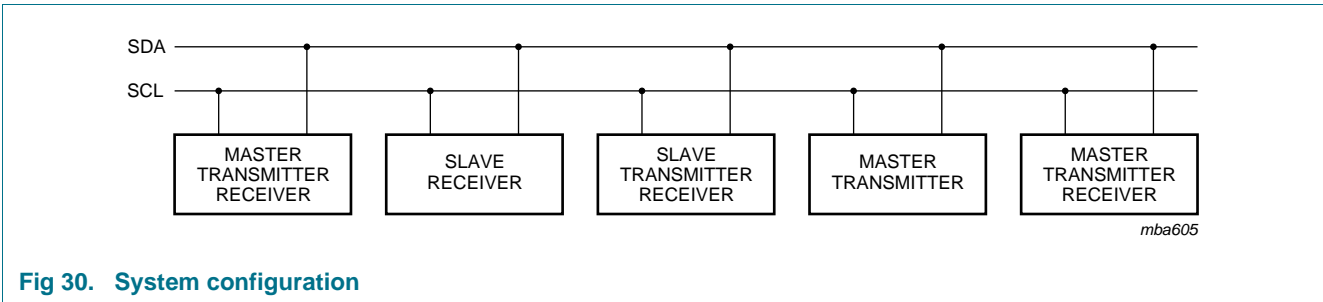 SDA
SCL
MASTER
TRANSMITTER
RECEIVER
SLAVE
RECEIVER
SLAVE
TRANSMITTER
RECEIVER
MASTER
TRANSMITTER
MASTER
TRANSMITTER
RECEIVER
mba605
Fig 30. System configuration